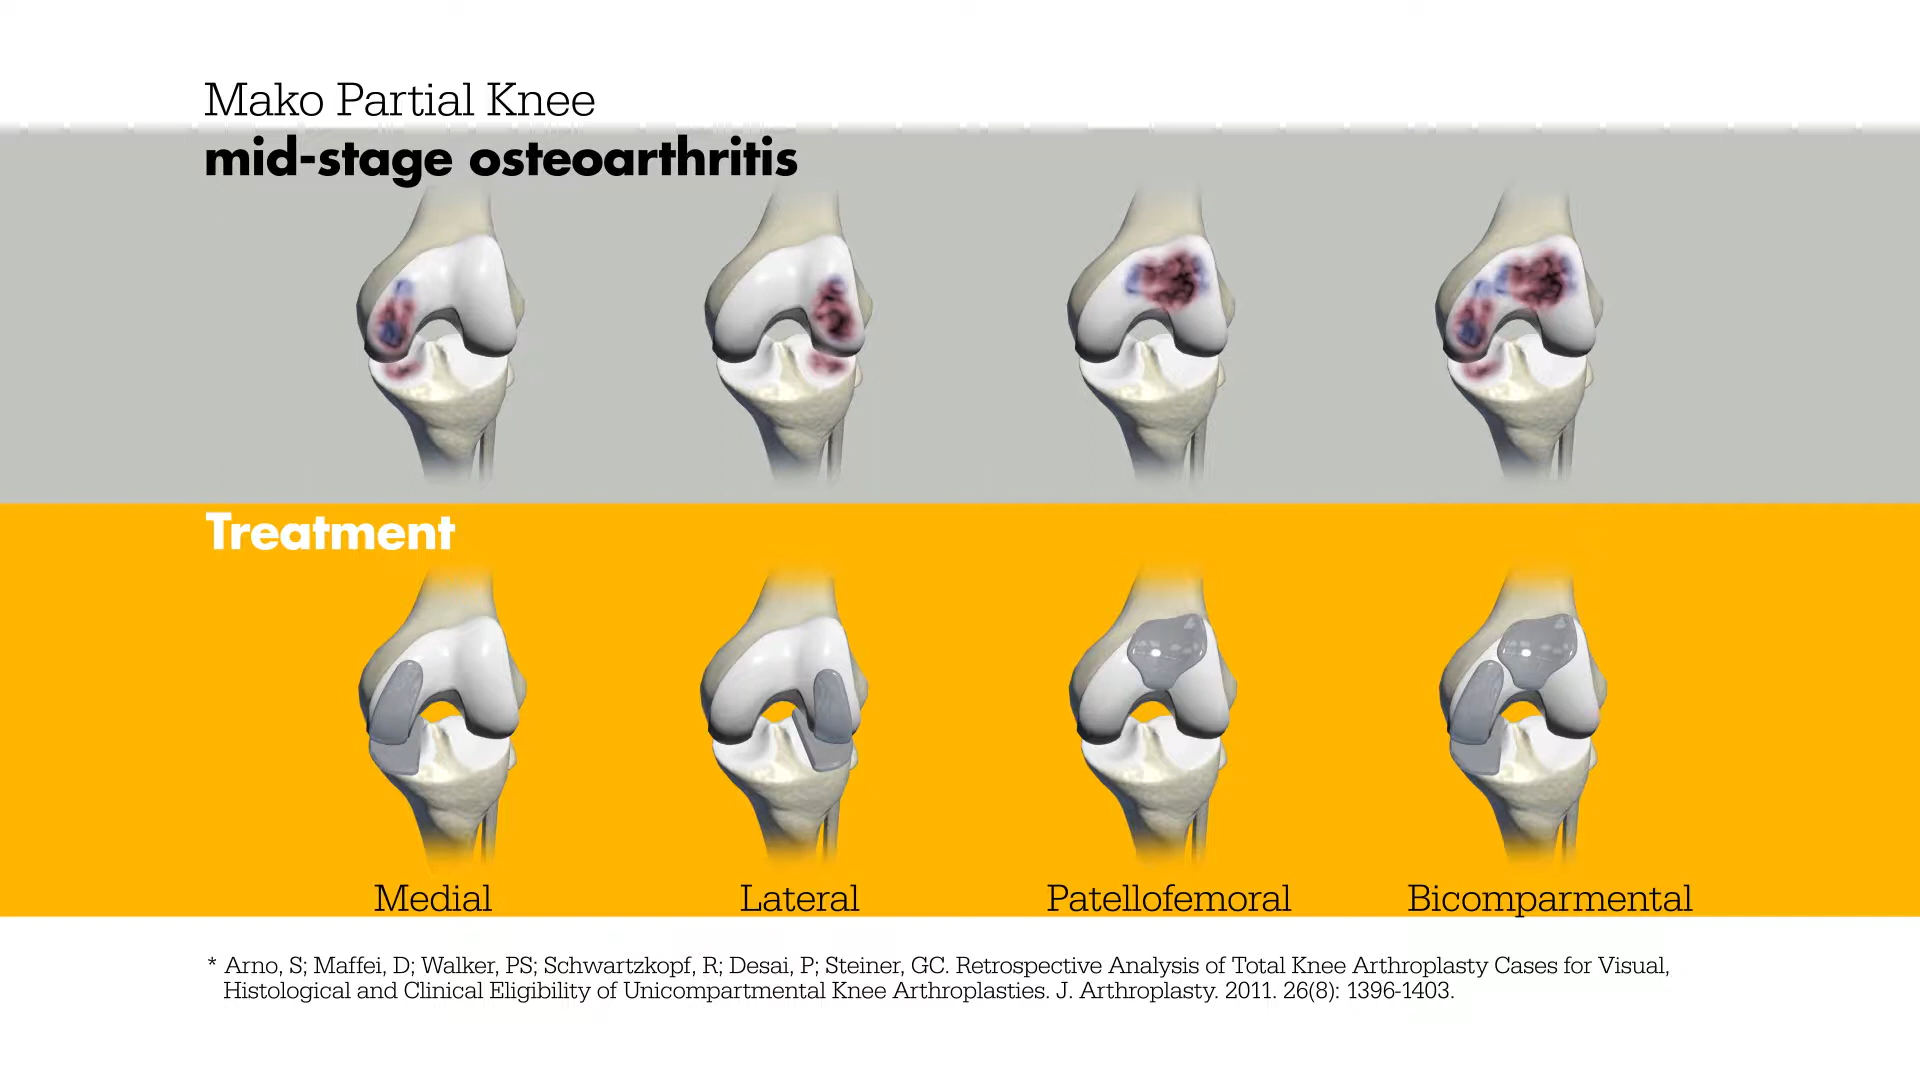 Mako Partial Knee
mid-stage osteoarthritis
Treatment
Medial
Lateral
Patellofemoral
Bicomparmental
* Arno, S; Maffei, D; Walker, PS; Schwartzkopf, R; Desai, P; Steiner, GC. Retrospective Analysis of Total Knee Arthroplasty Cases for Visual,
Histological and Clinical Eligibility of Unicompartmental Knee Arthroplasties. J. Arthroplasty. 2011. 26(8): 1396-1403.